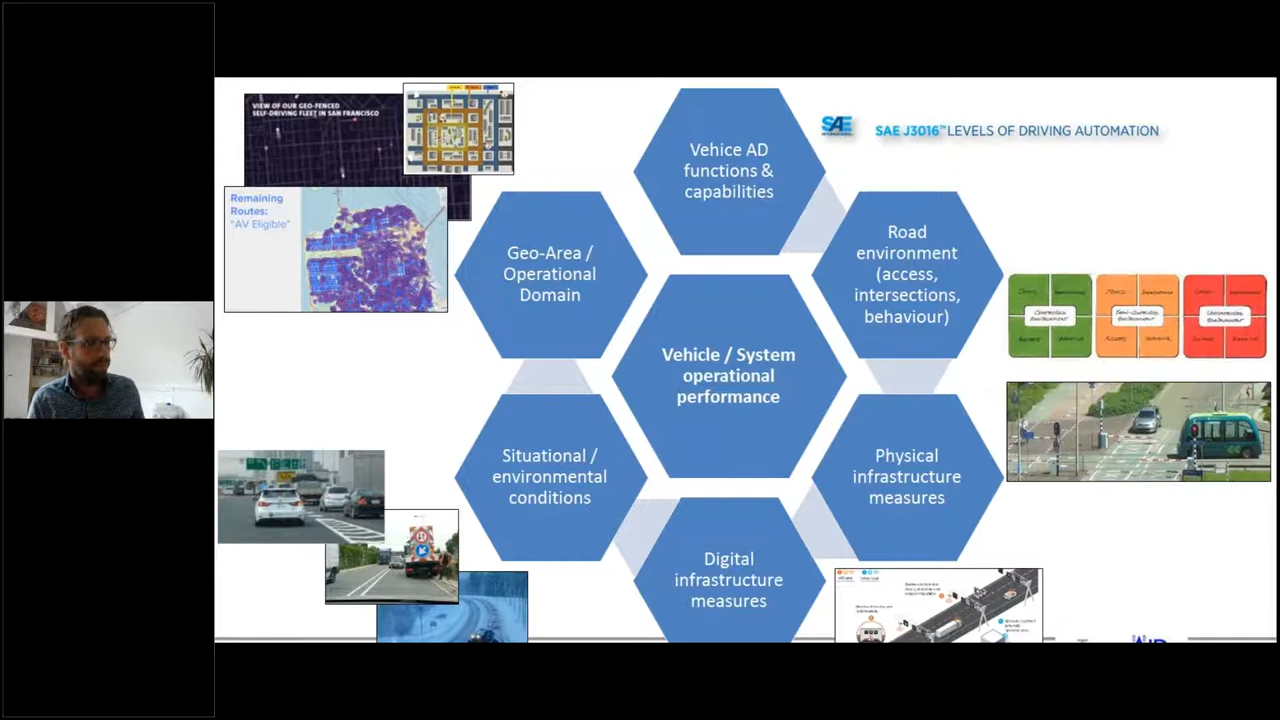 VIEW OF OUR GEO-FENCED
SELF-DRIVING FLEET IN SAN FRANCISCO
Remaining
Routes:
"AV Eligible"
SAE
INTERNATIONAL
SAE J3016™ LEVELS OF DRIVING AUTOMATION
Vehice AD
functions &
capabilities
Geo-Area /
Operational
Domain
Road
environment
(access,
intersections,
behaviour)
Vehicle / System
operational
performance
Situational /
environmental
conditions
Physical
infrastructure
measures
Digital
infrastructure
measures